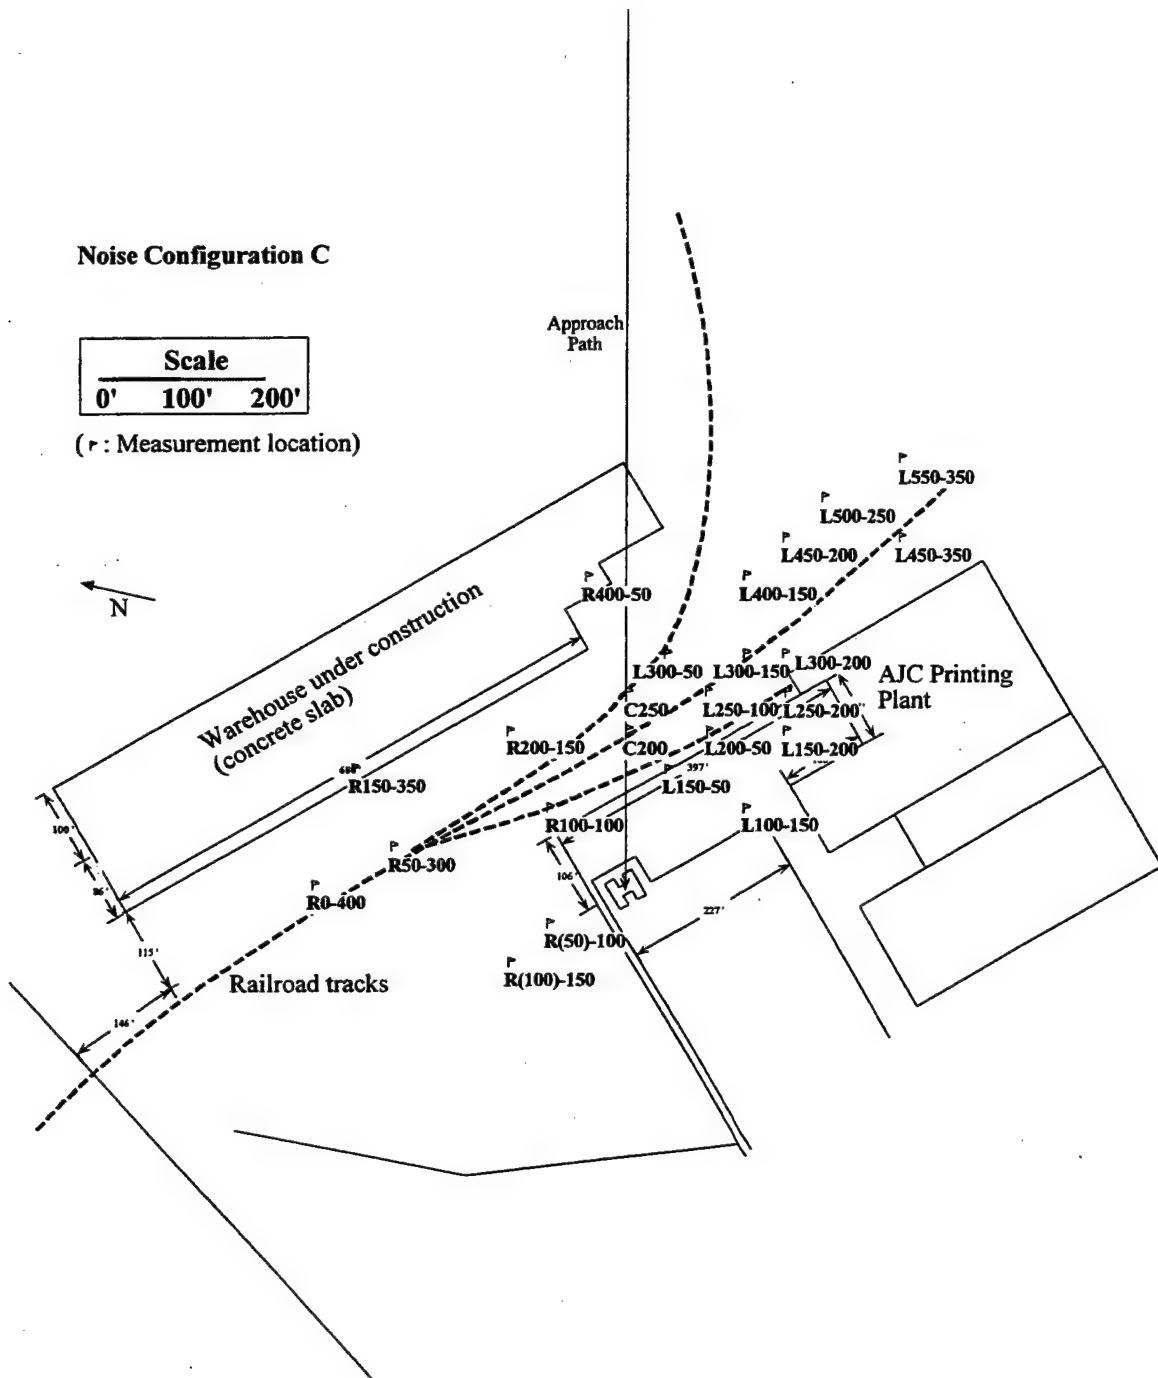 Noise Configuration C
Approach
Path
Scale
0' 100' 200'
( : Measurement location)
L550-350
L500-250
L450-200
L450-350
N
R400-50
L400-150
Warehouse under construction
(concrete slab)
L300-50
L300-150
L300-200
AJC Printing
Plant
C250
L250-100
L250-200
R200-150
C200
L200-50
L150-200
397'
R150-350
L150-50
100'
R100-100
L100-150
R50-300
86'
106'
R0-400
227'
R(50)-100
115'
R(100)-150
Railroad tracks
146'
H